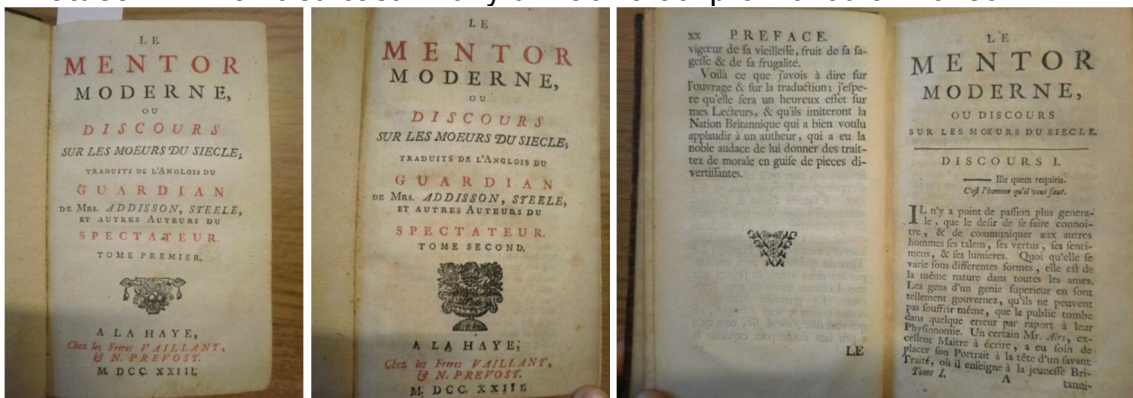 LE
MENTOR
MODERNE,
OU
DISCOURS
SUR LES MOEURS DU SIECLE;
TRADUITS DE L'ANGLOIS DU
GUARDIAN
DE MRS. ADDISSON, STEELE,
ET AUTRES AUTEURS DU
SPECTATEUR.
TOME PREMIER,
A LA HAYE,
Chez les Freres VAILLANT,
& N. PREVOST.
M. DCC. XXIII.
LE
MENTOR
MODERNE,
OU
DISCOURS
SUR LES MOEURS DU SIECLE;
TRADUITS DE L'ANGLOIS DU
GUARDIAN
DE MRS. ADDISSON, STEELE,
ET AUTRES AUTEURS DU
SPECTATEUR.
TOME SECOND.
A LA HAYE,
Chez les Freres VAILLANT,
& N. PREVOST.
M. DCC. XXIII.
xx PREFACE.
vigœur de sa vieillesse, fruit de sa sa-
gesse & de sa frugalité.
Voilà ce que j'avois à dire sur
l'ouvrage & sur la traduction; j'espe-
re qu'elle sera un heureux effet sur
mes Lecteurs, & qu'ils imiteront la
Nation Britannique qui a bien voulu
applaudir à un autheur, qui a eu la
noble audace de lui donner des trait-
tez de morale en guise de pieces di-
vertissantes.
LE
LE
MENTOR
MODERNE,
OU DISCOURS
SUR LES MOEURS DU SIECLE.
DISCOURS I.
Ille quem requiris.
C'est l'homme qu'il vous faut.
IL n'y a point de passion plus genera-
le, que le desir de se faire connoi-
tre, & de communiquer aux autres
hommes ses talens, ses vertus, ses senti-
mens, & ses lumieres. Quoi qu'elle se
varie sous differentes formes, elle est de
la même nature dans toutes les ames.
Les gens d'un genie superieur en sont
tellement gouvernez, qu'ils ne peuvent
pas souffrir même, que le public tombe
dans quelque erreur par raport à leur
Physionomie. Un certain Mr. Airs, ex-
cellent Maitre à écrire, a eu soin de
placer son Portrait à la tête d'un savant
Traité, où il enseigne à la jeunesse Bri-
Tome I. A tanni-